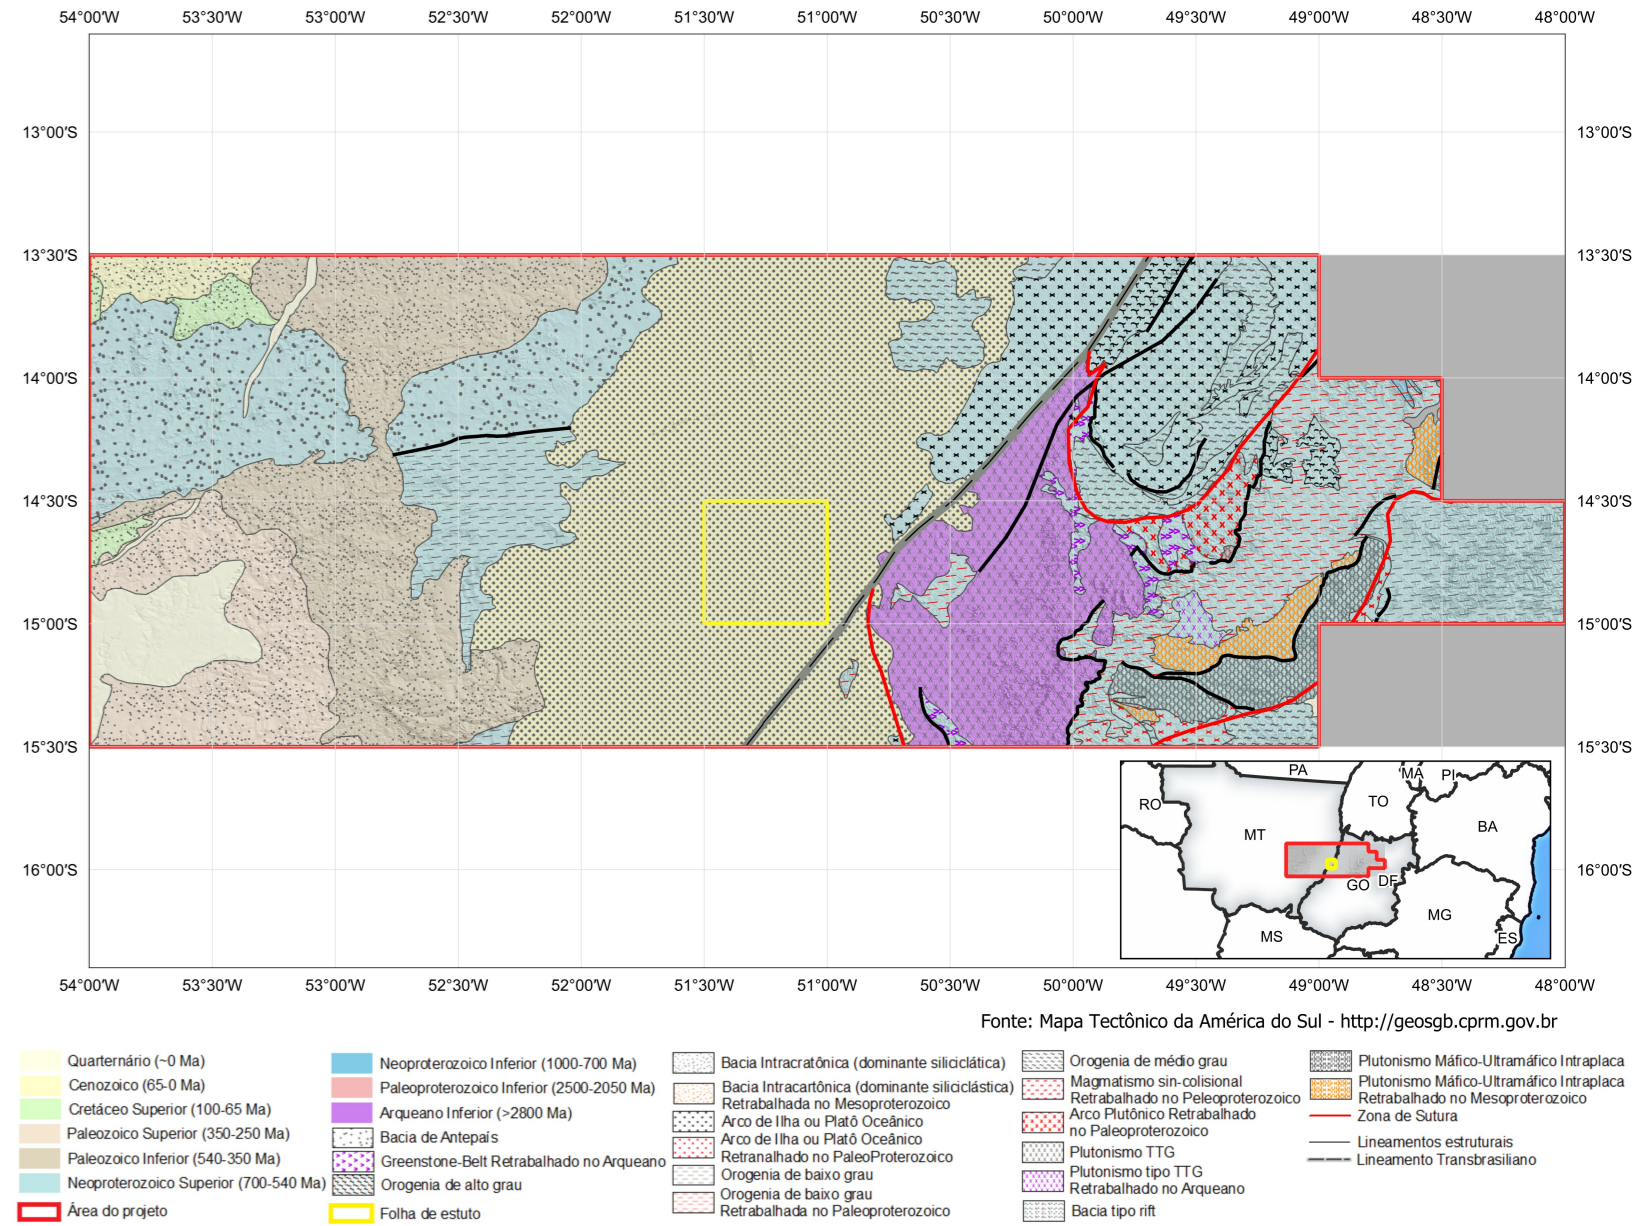 54°00'W 53°30'W 53°00'W 52°30'W 52°00'W 51°30'W 51°00'W 50°30'W 50°00'W 49°30'W 49°00'W 48°30'W 48°00'W
13°00'S 13°00'S
13°30'S 13°30'S
14°00'S 14°00'S
14°30'S 14°30'S
15°00'S 15°00'S
15°30'S 15°30'S
16°00'S 16°00'S
PA MA PI
RO TO
MT BA
GO DF
MS MG
ES
54°00'W 53°30'W 53°00'W 52°30'W 52°00'W 51°30'W 51°00'W 50°30'W 50°00'W 49°30'W 49°00'W 48°30'W 48°00'W
Fonte: Mapa Tectônico da América do Sul - http://geosgb.cprm.gov.br
Quarternário (~0 Ma)
Cenozoico (65-0 Ma)
Cretáceo Superior (100-65 Ma)
Paleozoico Superior (350-250 Ma)
Paleozoico Inferior (540-350 Ma)
Neoproterozoico Superior (700-540 Ma)
Área do projeto
Neoproterozoico Inferior (1000-700 Ma)
Paleoproterozoico Inferior (2500-2050 Ma)
Arqueano Inferior (>2800 Ma)
Bacia de Antepaís
Greenstone-Belt Retrabalhado no Arqueano
Orogenia de alto grau
Folha de estuto
Bacia Intracratônica (dominante siliciclática)
Bacia Intracartônica (dominante siliciclástica)
Retrabalhada no Mesoproterozoico
Arco de Ilha ou Platô Oceânico
Arco de Ilha ou Platô Oceânico
Retranalhado no PaleoProterozoico
Orogenia de baixo grau
Orogenia de baixo grau
Retrabalhada no Paleoproterozoico
Orogenia de médio grau
Magmatismo sin-colisional
Retrabalhado no Peleoproterozoico
Arco Plutônico Retrabalhado
no Paleoproterozoico
Plutonismo TTG
Plutonismo tipo TTG
Retrabalhado no Arqueano
Bacia tipo rift
Plutonismo Máfico-Ultramáfico Intraplaca
Plutonismo Máfico-Ultramáfico Intraplaca
Retrabalhado no Mesoproterozoico
Zona de Sutura
Lineamentos estruturais
Lineamento Transbrasiliano